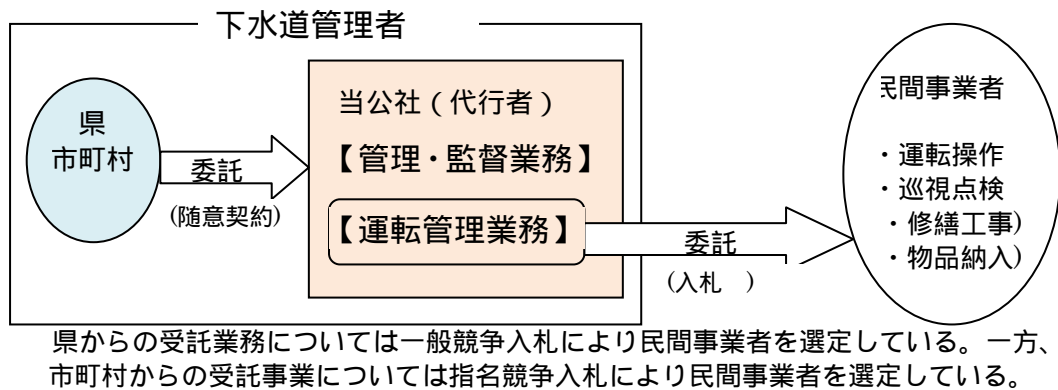 下水道管理者
県
市町村
委託
(随意契約)
当公社（代行者）
【管理・監督業務】
【運転管理業務】
委託
(入札　)
民間事業者
・運転操作
・巡視点検
・修繕工事)
・物品納入)
県からの受託業務については一般競争入札により民間事業者を選定している。一方、
市町村からの受託事業については指名競争入札により民間事業者を選定している。